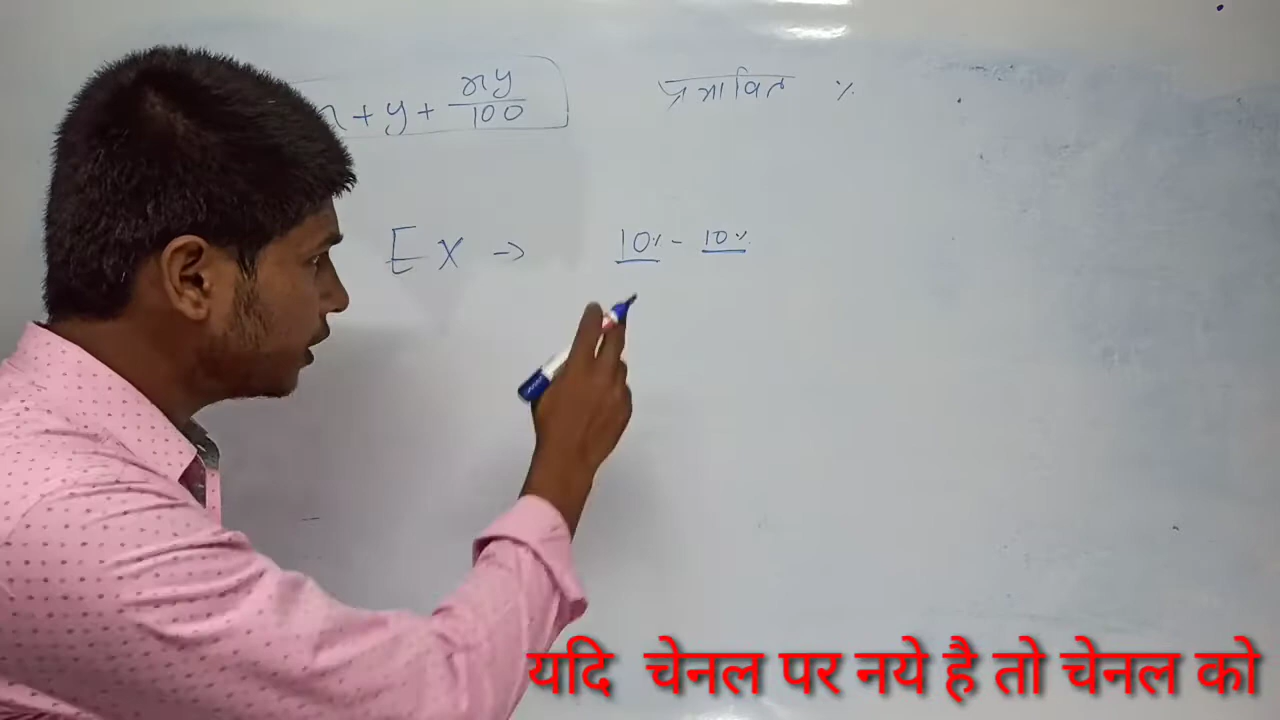 x + y + xy/100 प्रभावित %
Ex → 10% - 10%
यदि चेनल पर नये है तो चेनल को